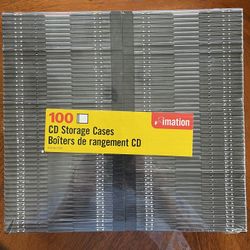 100
imation
CD Storage Cases
Boîtiers de rangement CD